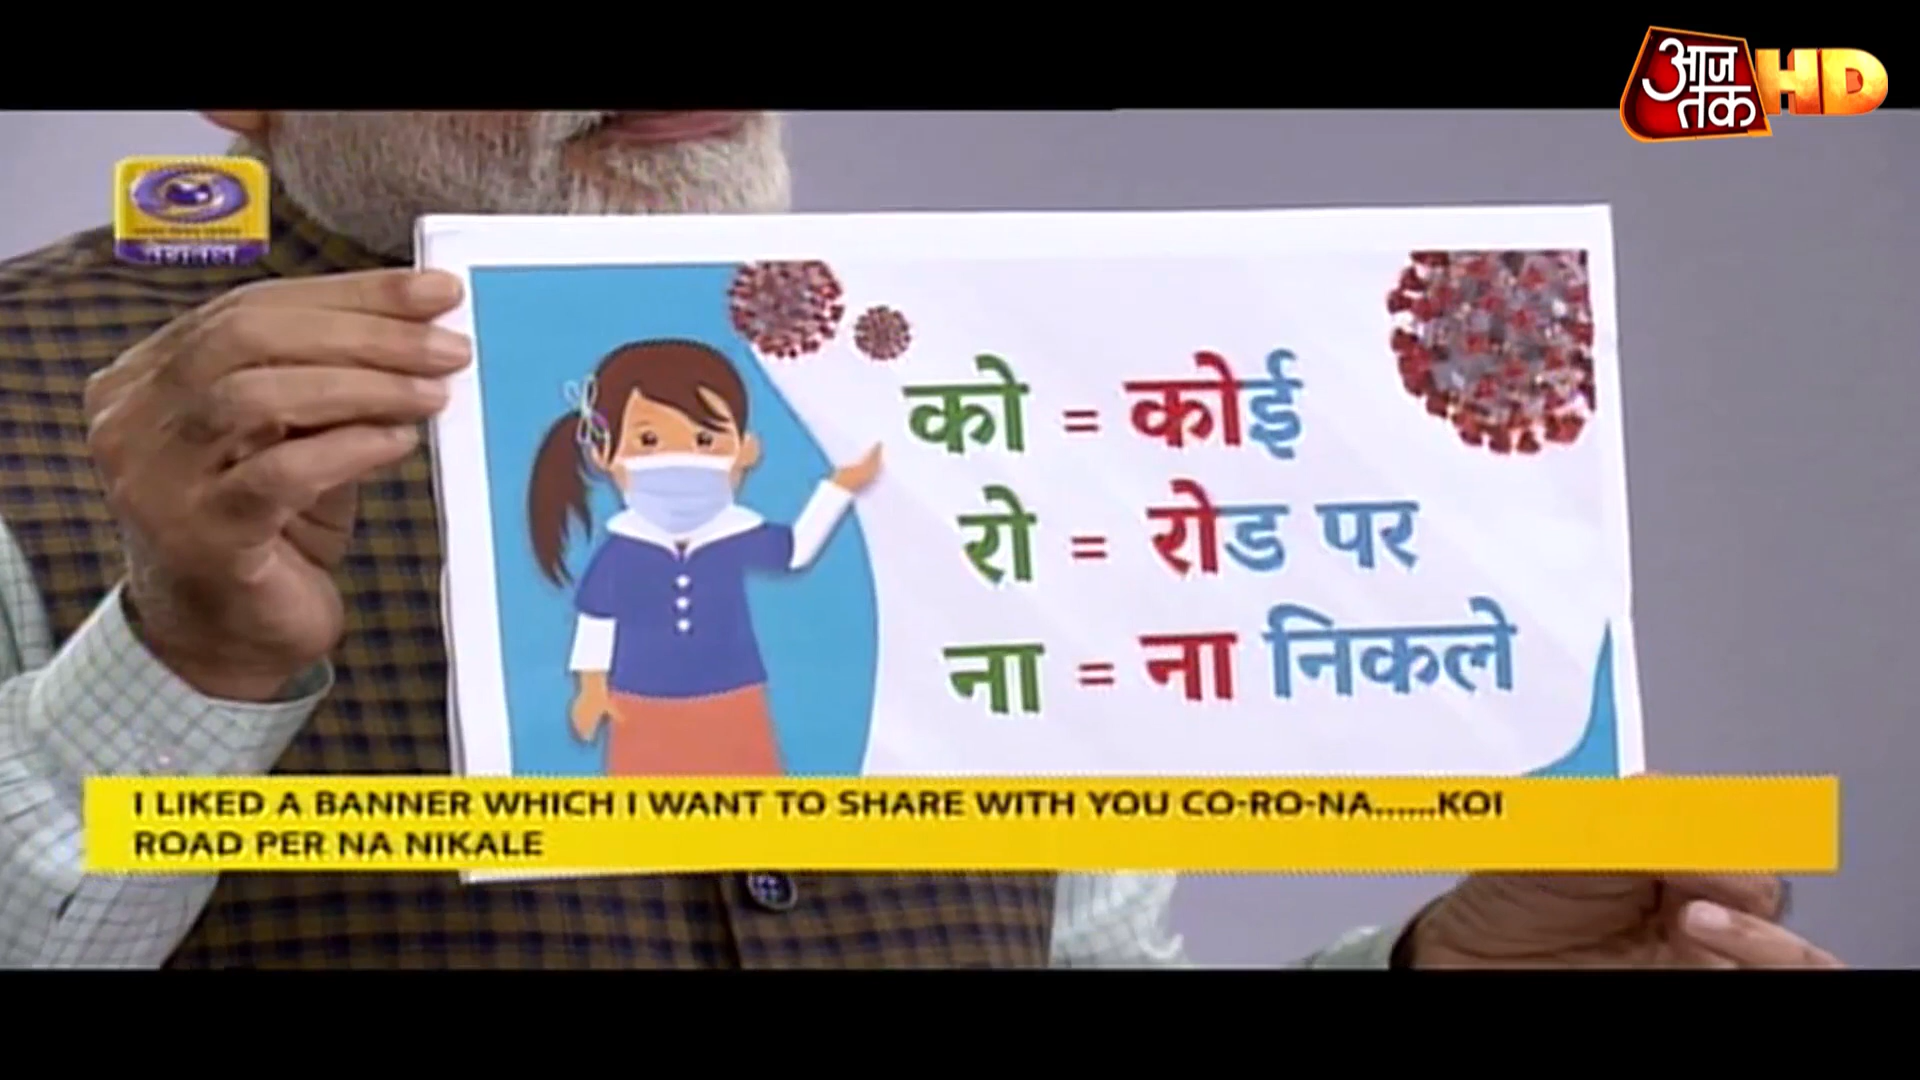 आज
तक HD
नेशनल
को = कोई
रो = रोड पर
ना = ना निकले
I LIKED A BANNER WHICH I WANT TO SHARE WITH YOU CO-RO-NA......KOI
ROAD PER NA NIKALE